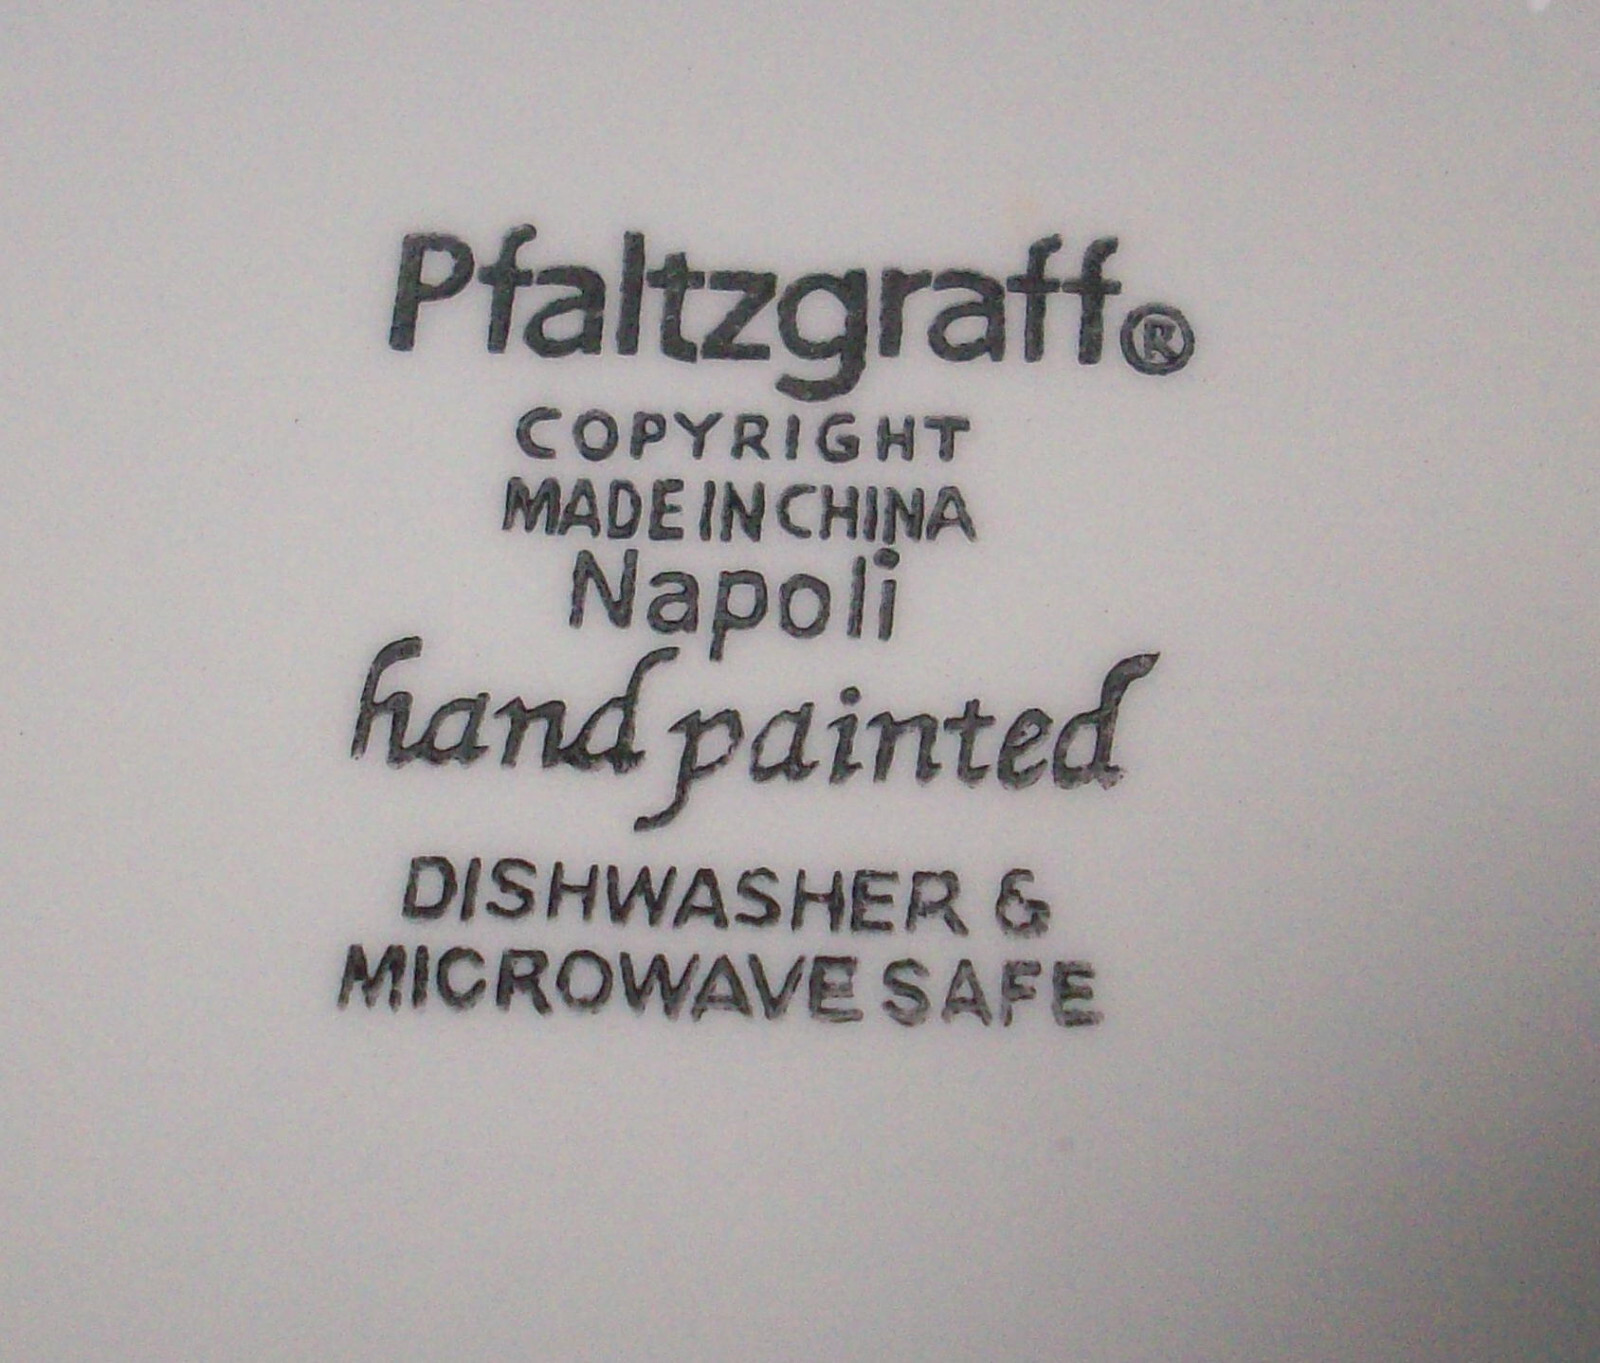 Pfaltzgraff®
COPYRIGHT
MADE IN CHINA
Napoli
hand painted
DISHWASHER &
MICROWAVE SAFE